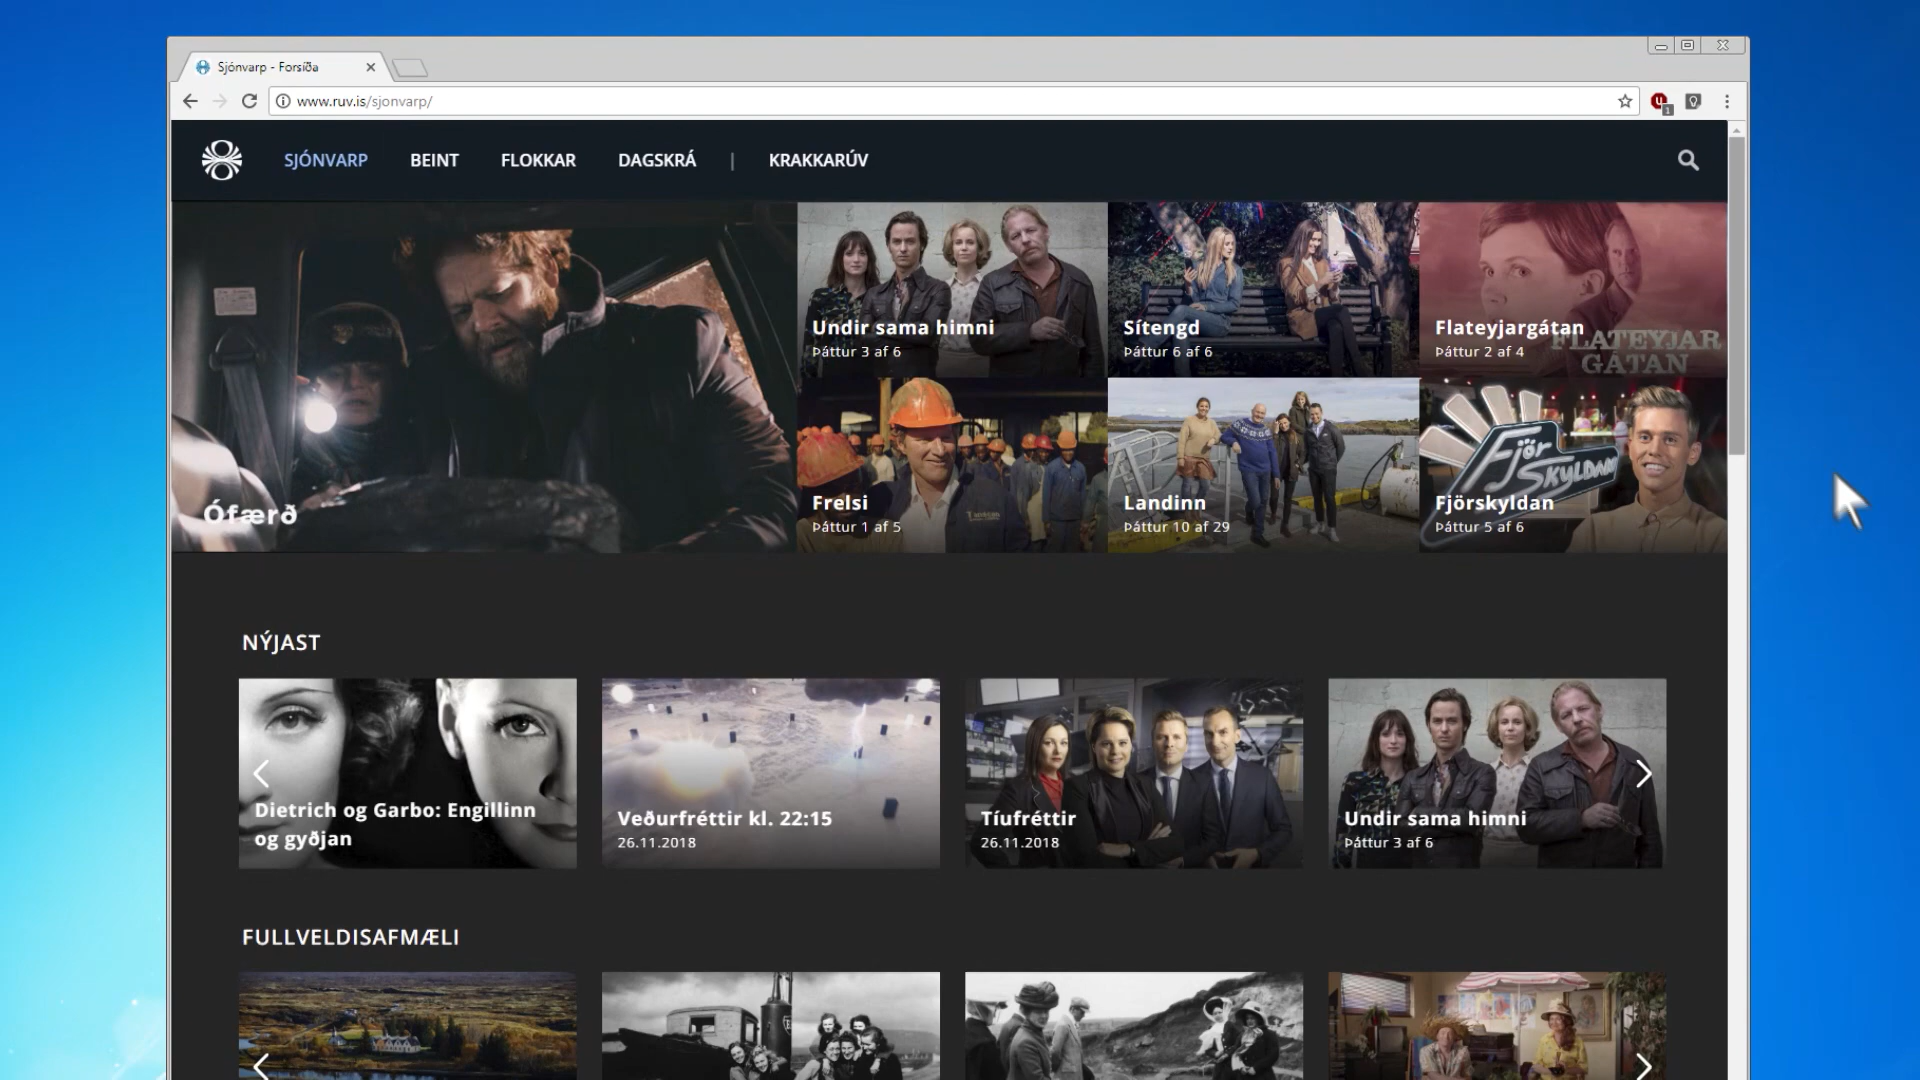 Sjónvarp - Forsíða
www.ruv.is/sjonvarp/
1
SJÓNVARP BEINT FLOKKAR DAGSKRÁ | KRAKKARÚV
Ófærð
Undir sama himni
Þáttur 3 af 6
Sítengd
Þáttur 6 af 6
Flateyjargátan
Þáttur 2 af 4
FLATEYJAR
GÁTAN
Frelsi
Þáttur 1 af 5
Landinn
Þáttur 10 af 29
Fjör
SKYLDAN
Fjörskyldan
Þáttur 5 af 6
NÝJAST
Dietrich og Garbo: Engillinn
og gyðjan
Veðurfréttir kl. 22:15
26.11.2018
Tíufréttir
26.11.2018
Undir sama himni
Þáttur 3 af 6
FULLVELDISAFMÆLI